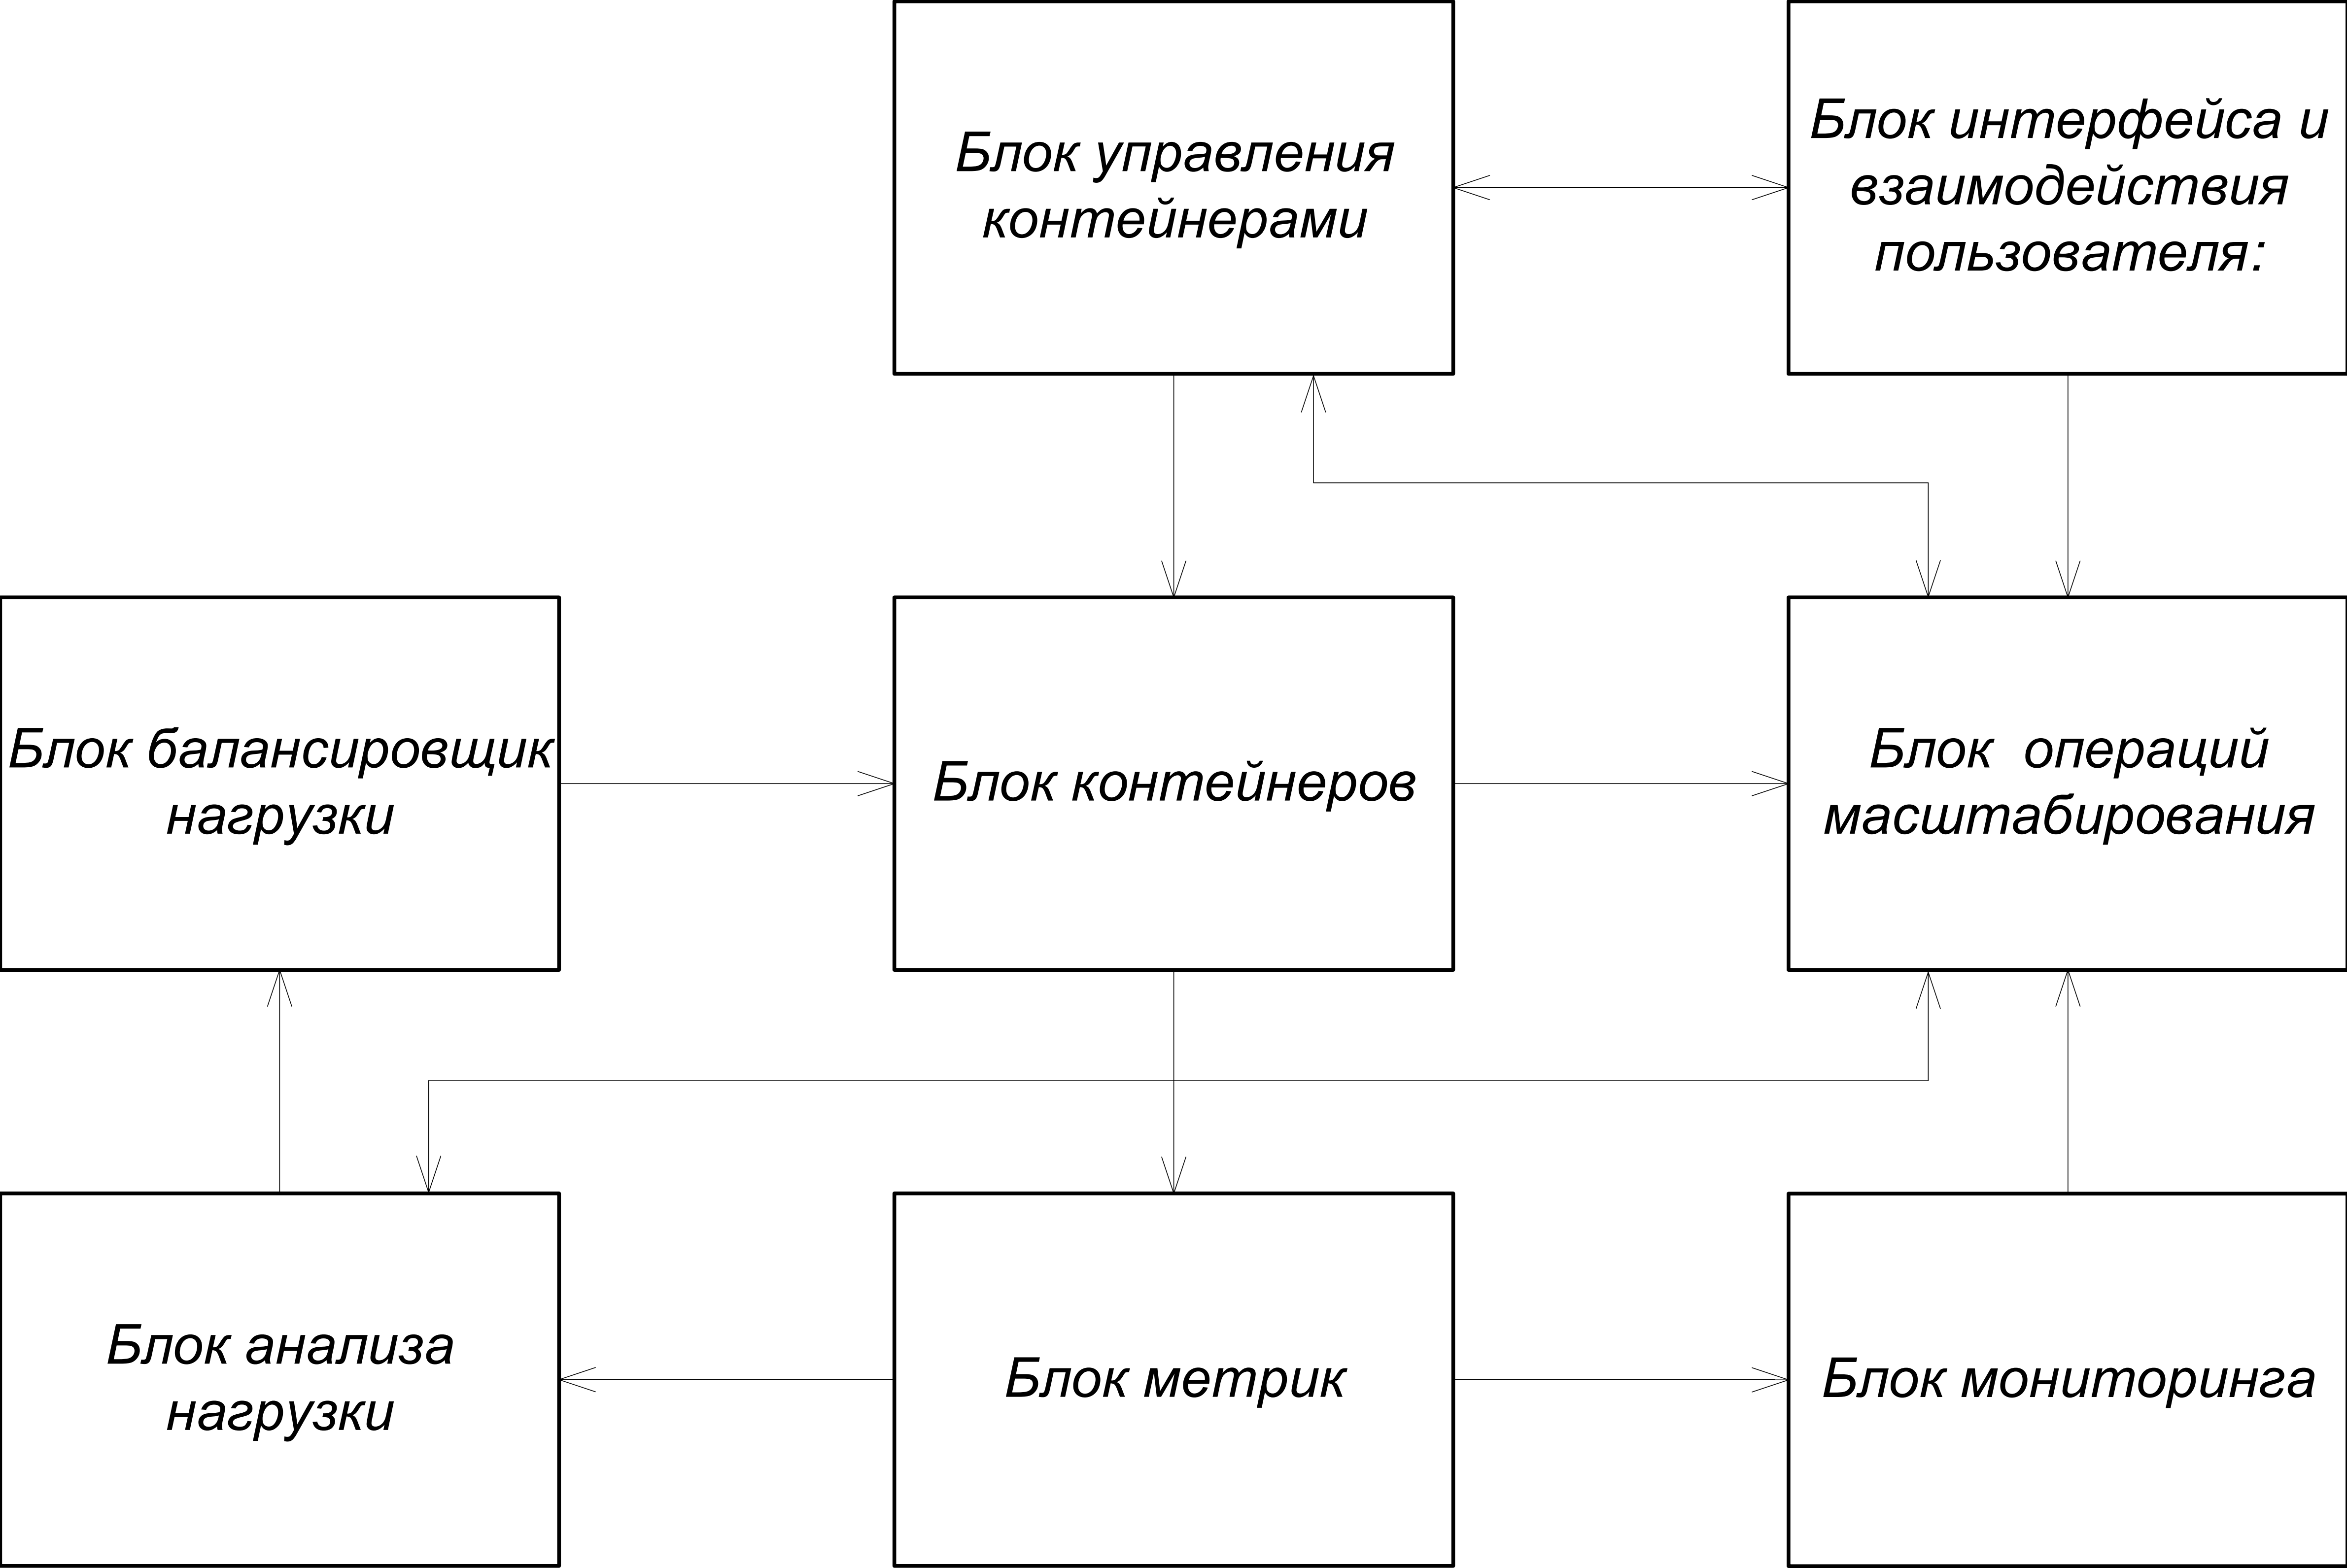 Блок управления
контейнерами
Блок интерфейса и
взаимодействия
пользователя:
Блок балансировщик
нагрузки
Блок контейнеров
Блок  операций
масштабирования
Блок анализа
нагрузки
Блок метрик
Блок мониторинга